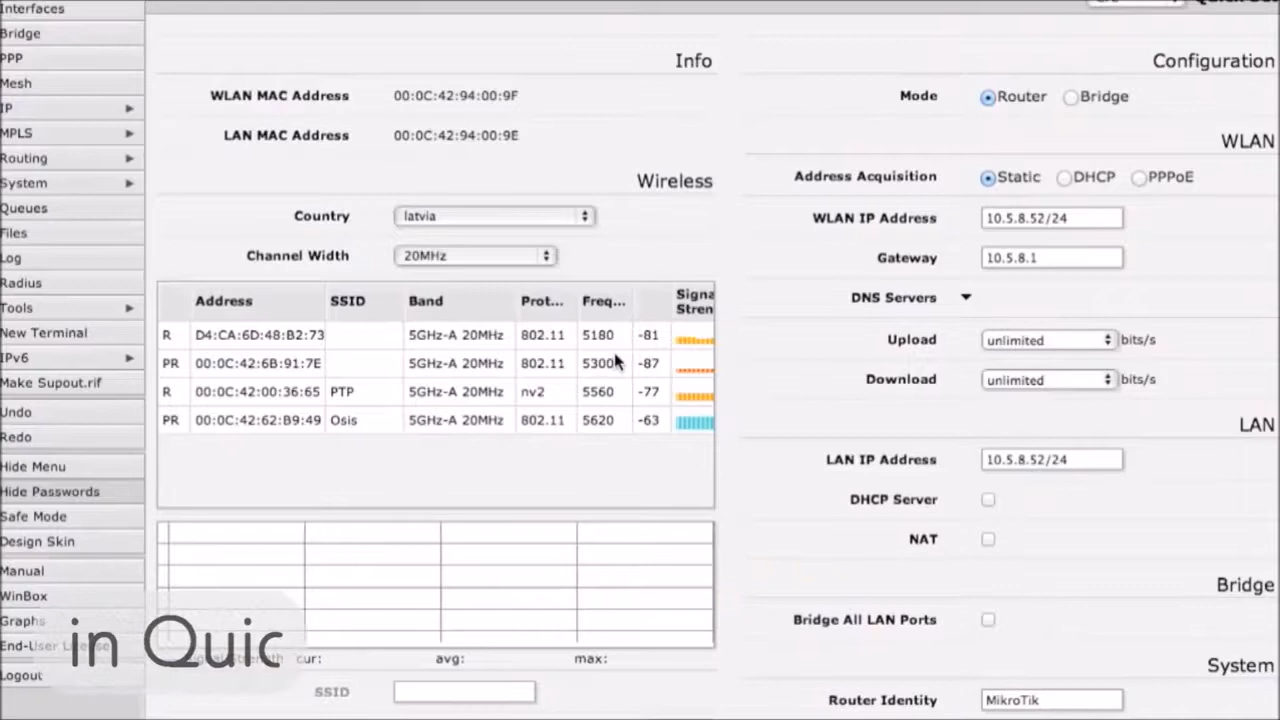 Interfaces
Bridge
PPP
Mesh
IP
MPLS
Routing
System
Queues
Files
Log
Radius
Tools
New Terminal
IPv6
Make Supout.rif
Undo
Redo
Hide Menu
Hide Passwords
Safe Mode
Design Skin
Manual
WinBox
Graphs
End-User License
Logout
in Quic
Info
WLAN MAC Address 00:0C:42:94:00:9F
LAN MAC Address 00:0C:42:94:00:9E
Wireless
Country latvia
Channel Width 20MHz
Address SSID Band Prot... Freq... Signa
Stren
R D4:CA:6D:48:B2:73 5GHz-A 20MHz 802.11 5180 -81
PR 00:0C:42:6B:91:7E 5GHz-A 20MHz 802.11 5300 -87
R 00:0C:42:00:36:65 PTP 5GHz-A 20MHz nv2 5560 -77
PR 00:0C:42:62:B9:49 Osis 5GHz-A 20MHz 802.11 5620 -63
Signal Strength cur: avg: max:
SSID
Configuration
Mode Router Bridge
WLAN
Address Acquisition Static DHCP PPPoE
WLAN IP Address 10.5.8.52/24
Gateway 10.5.8.1
DNS Servers
Upload unlimited bits/s
Download unlimited bits/s
LAN
LAN IP Address 10.5.8.52/24
DHCP Server
NAT
Bridge
Bridge All LAN Ports
System
Router Identity MikroTik